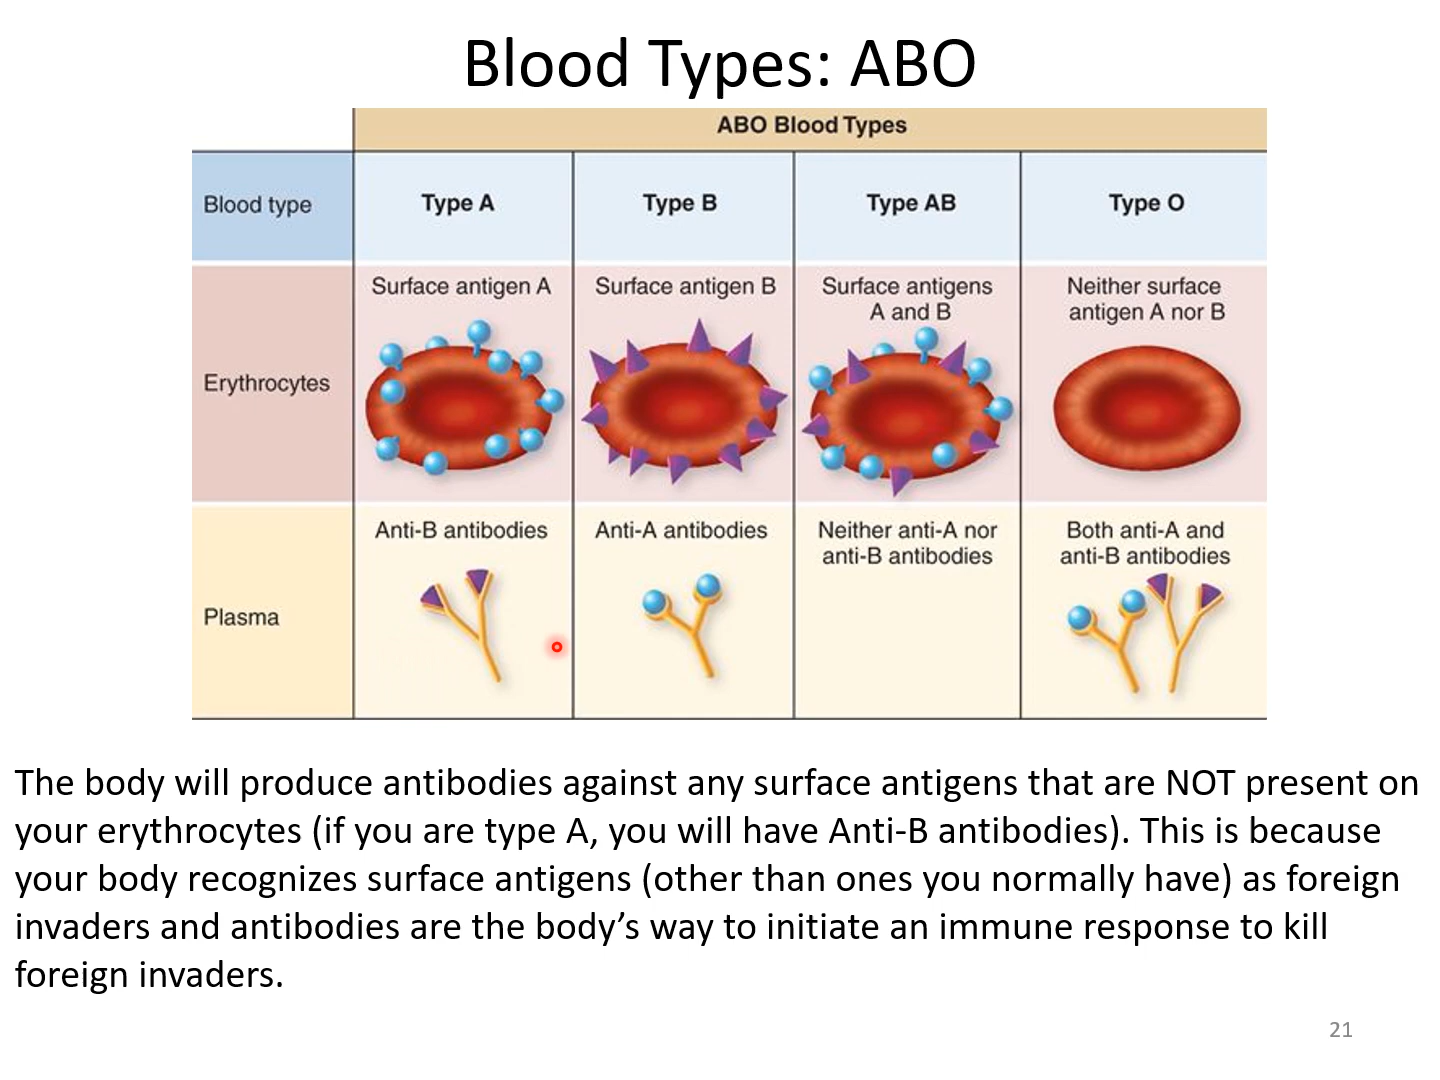 Blood Types: ABO
ABO Blood Types
Blood type
Type A
Type B
Type AB
Type O
Erythrocytes
Surface antigen A
Surface antigen B
Surface antigens
A and B
Neither surface
antigen A nor B
Plasma
Anti-B antibodies
Anti-A antibodies
Neither anti-A nor
anti-B antibodies
Both anti-A and
anti-B antibodies
The body will produce antibodies against any surface antigens that are NOT present on
your erythrocytes (if you are type A, you will have Anti-B antibodies). This is because
your body recognizes surface antigens (other than ones you normally have) as foreign
invaders and antibodies are the body’s way to initiate an immune response to kill
foreign invaders.
21